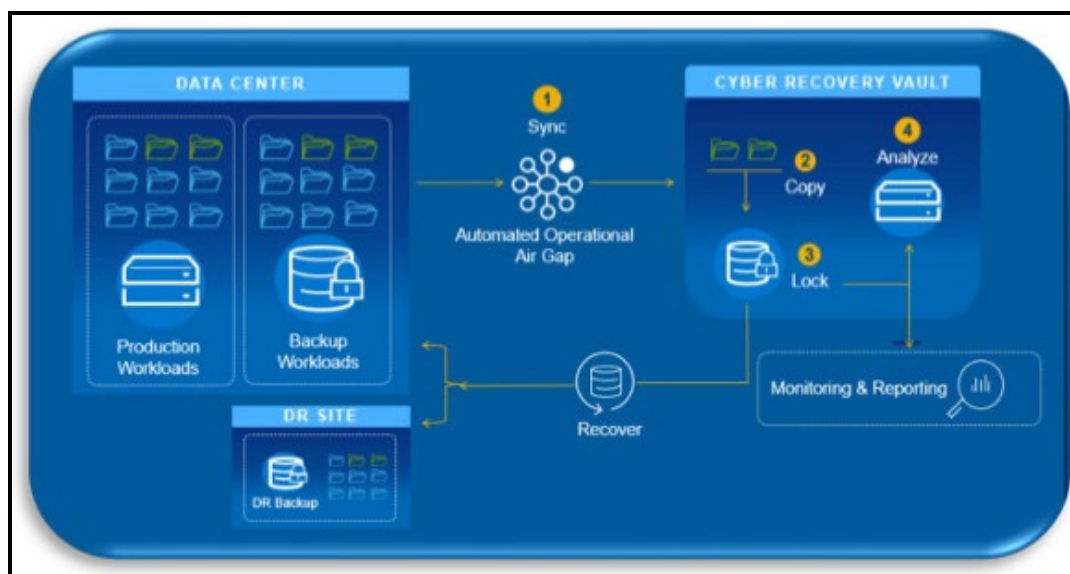 DATA CENTER
Production
Workloads
Backup
Workloads
1
Sync
Automated Operational
Air Gap
CYBER RECOVERY VAULT
2
Copy
4
Analyze
3
Lock
Monitoring & Reporting
Recover
DR SITE
DR Backup